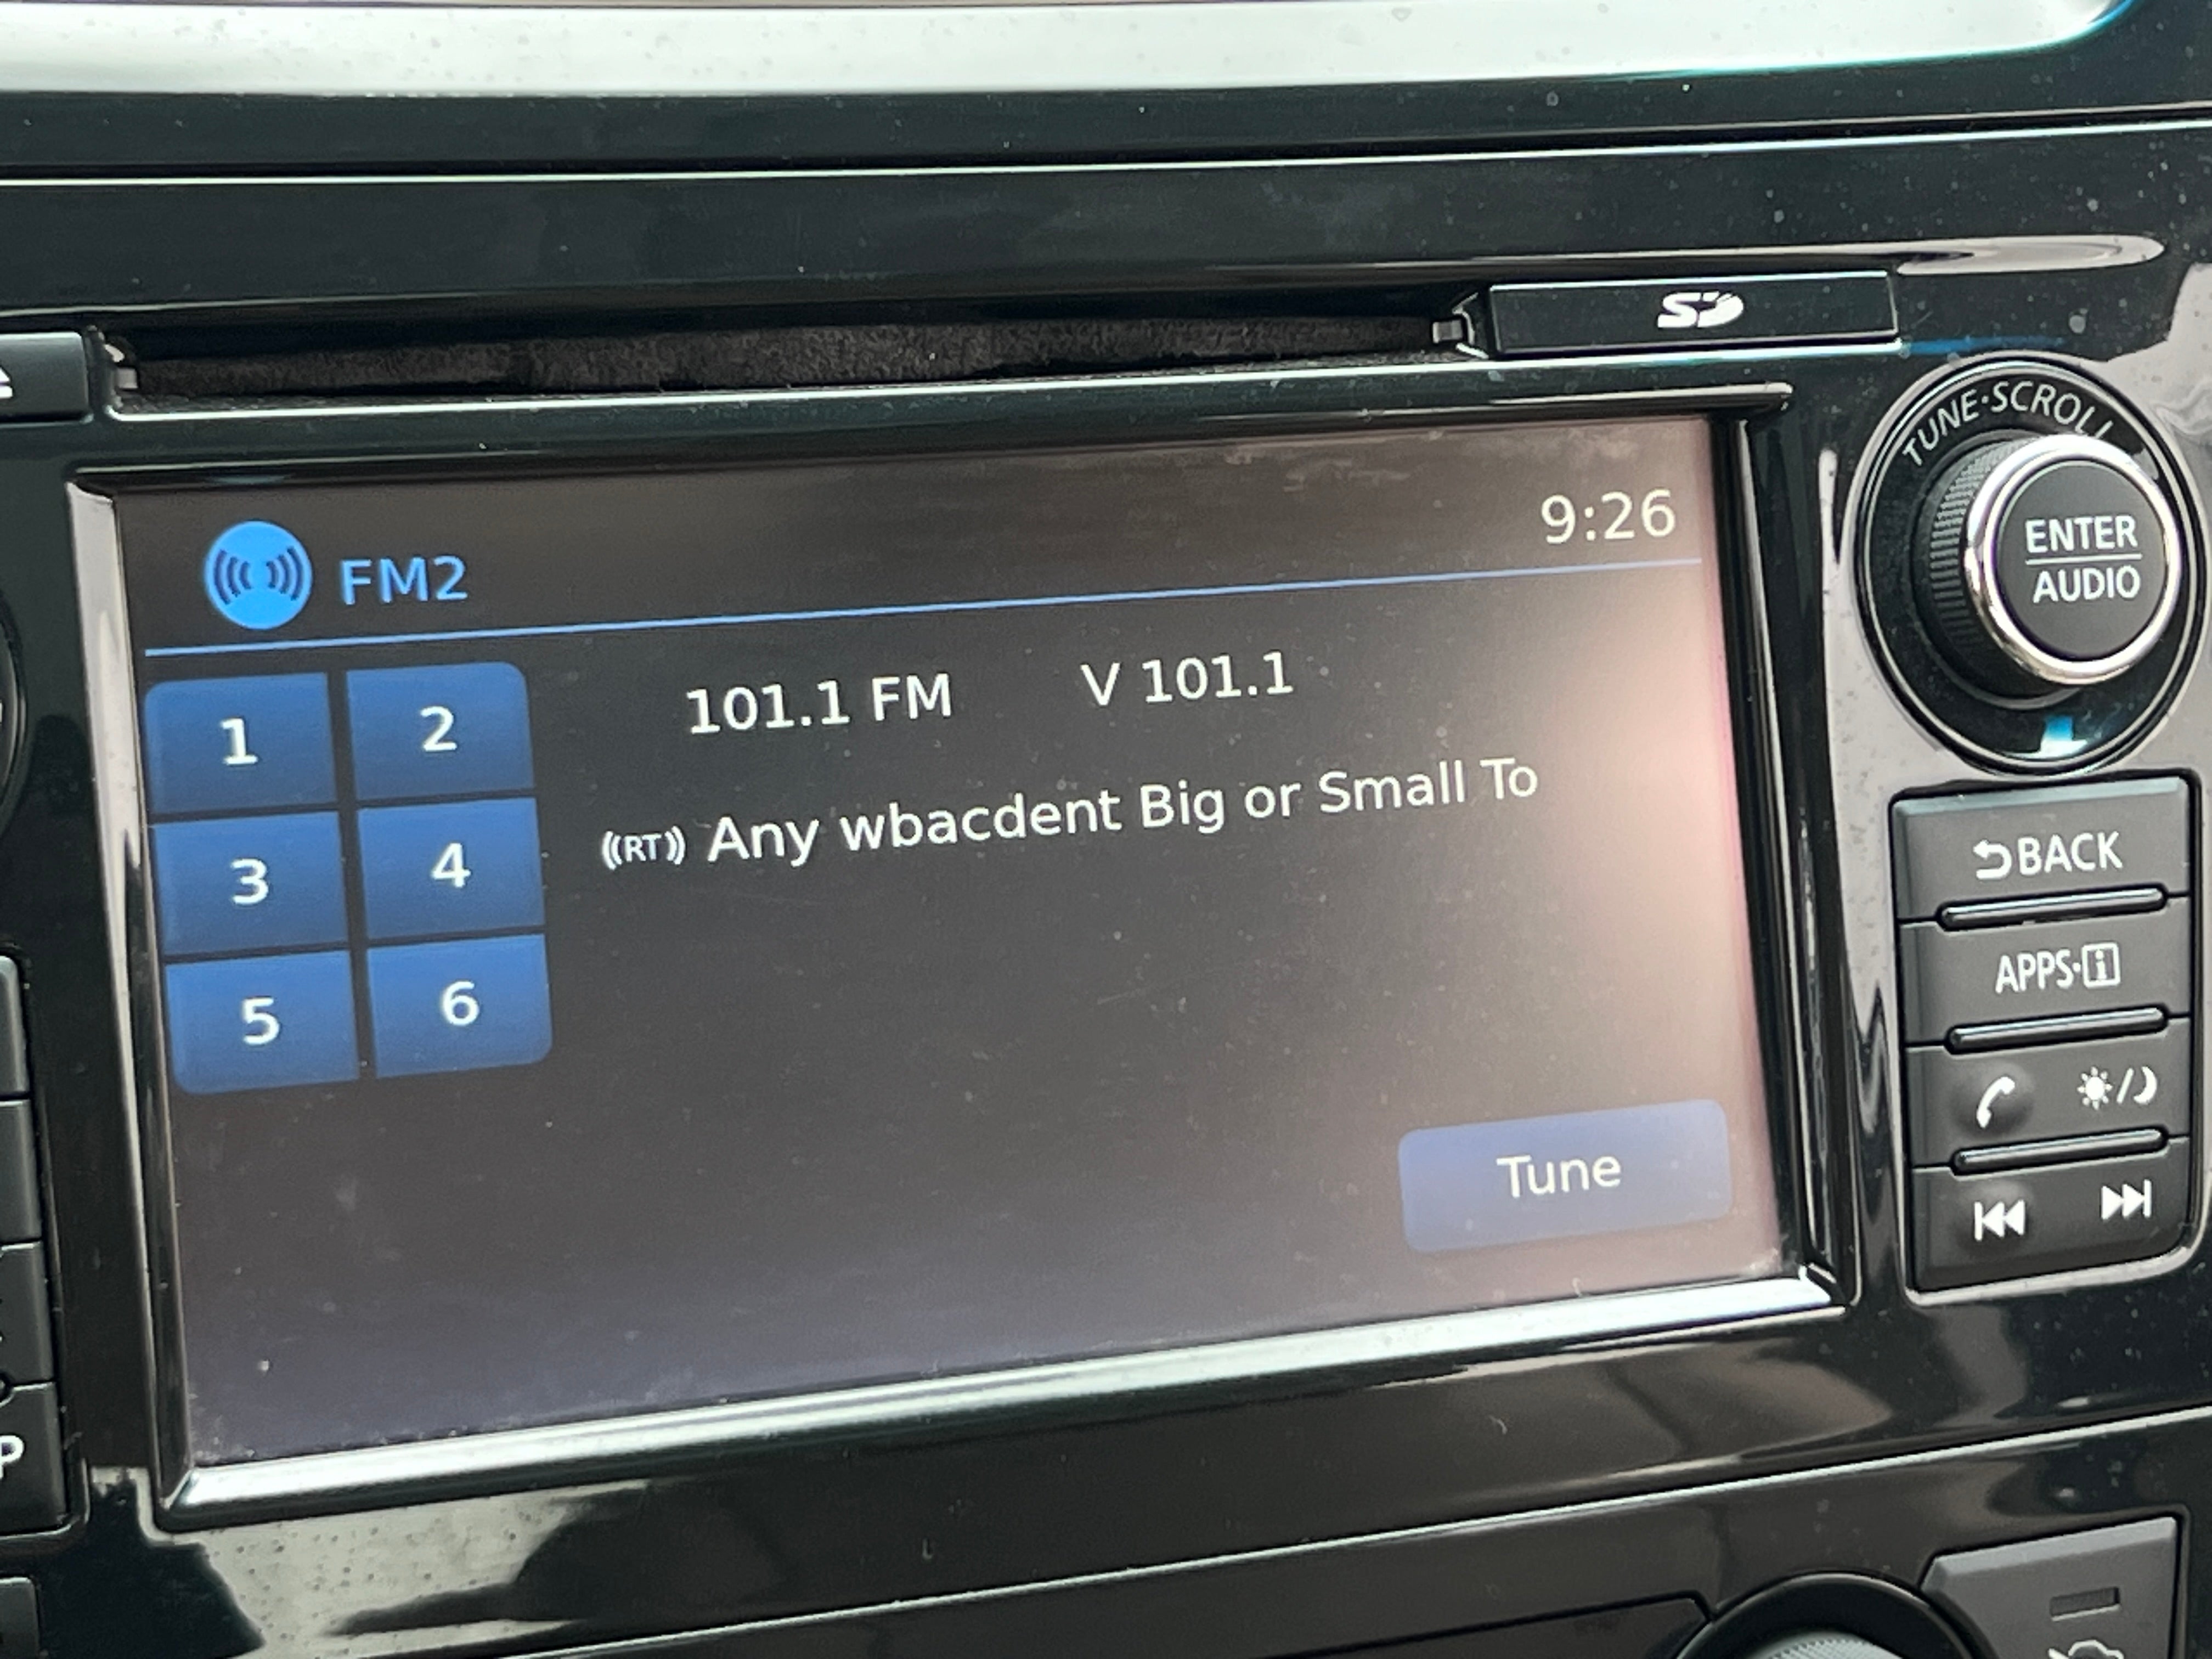 SD
TUNE·SCROLL
ENTER
AUDIO
9:26
FM2
101.1 FM V 101.1
1 2
((RT)) Any wbacdent Big or Small To
3 4
5 6
Tune
BACK
APPS·i
P